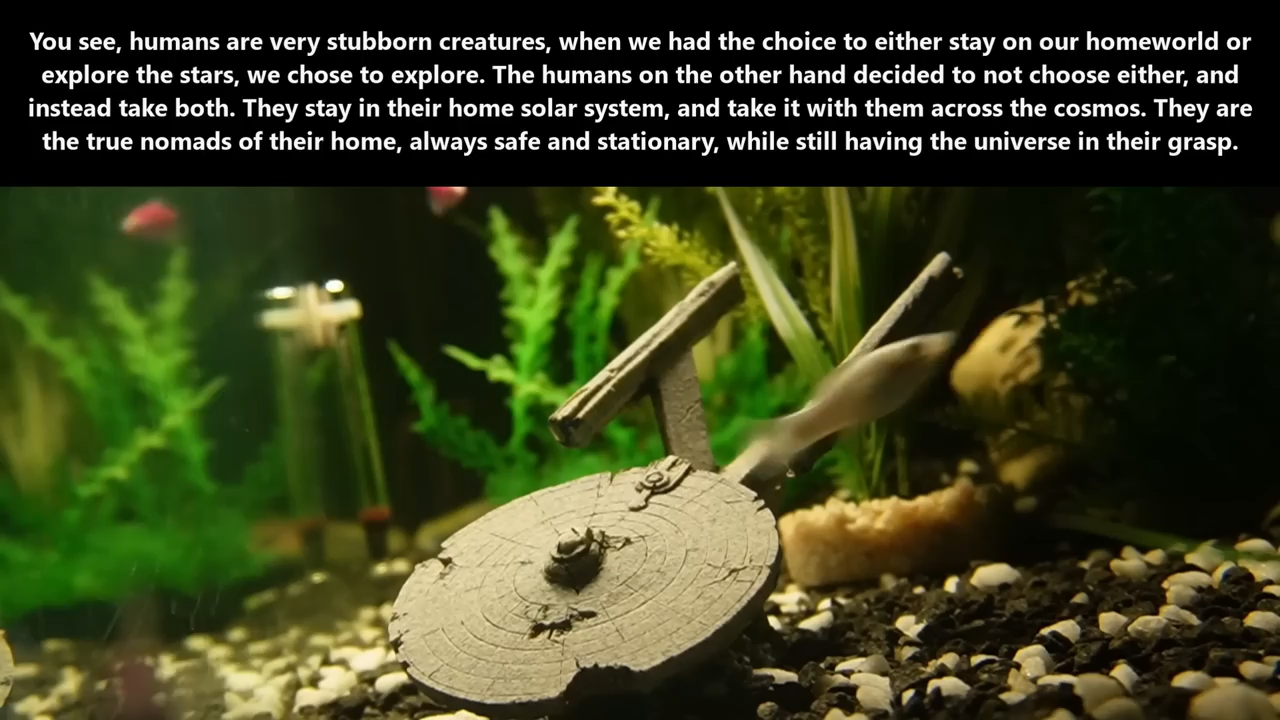 You see, humans are very stubborn creatures, when we had the choice to either stay on our homeworld or
explore the stars, we chose to explore. The humans on the other hand decided to not choose either, and
instead take both. They stay in their home solar system, and take it with them across the cosmos. They are
the true nomads of their home, always safe and stationary, while still having the universe in their grasp.